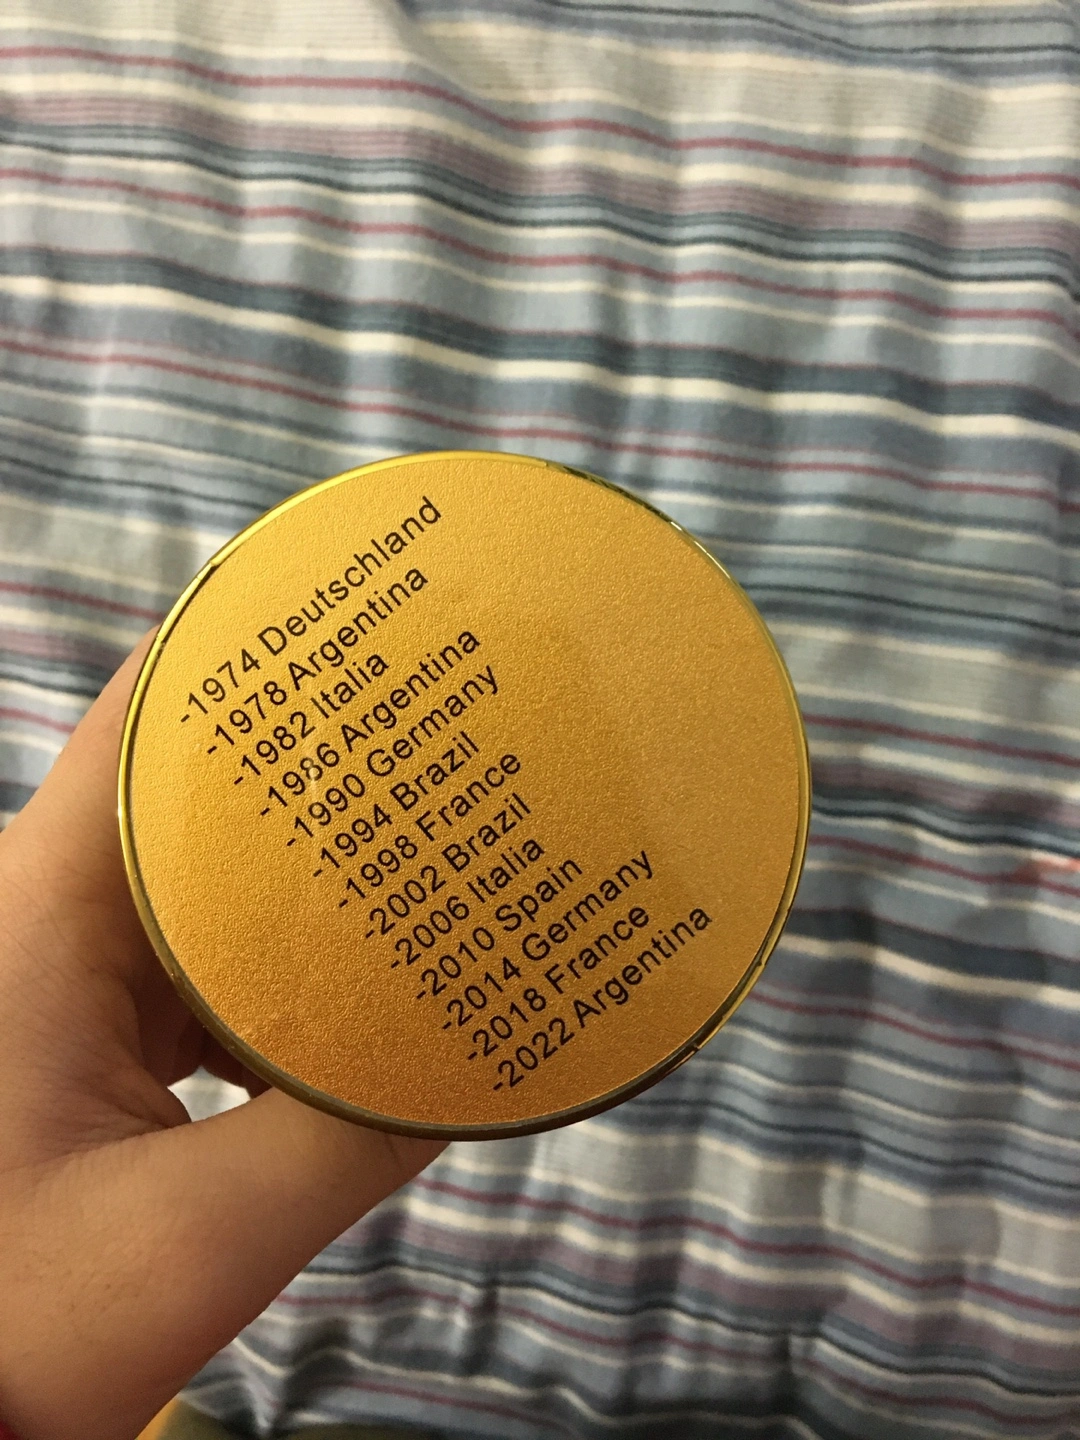 -1974 Deutschland
-1978 Argentina
-1982 Italia
-1986 Argentina
-1990 Germany
-1994 Brazil
-1998 France
-2002 Brazil
-2006 Italia
-2010 Spain
-2014 Germany
-2018 France
-2022 Argentina